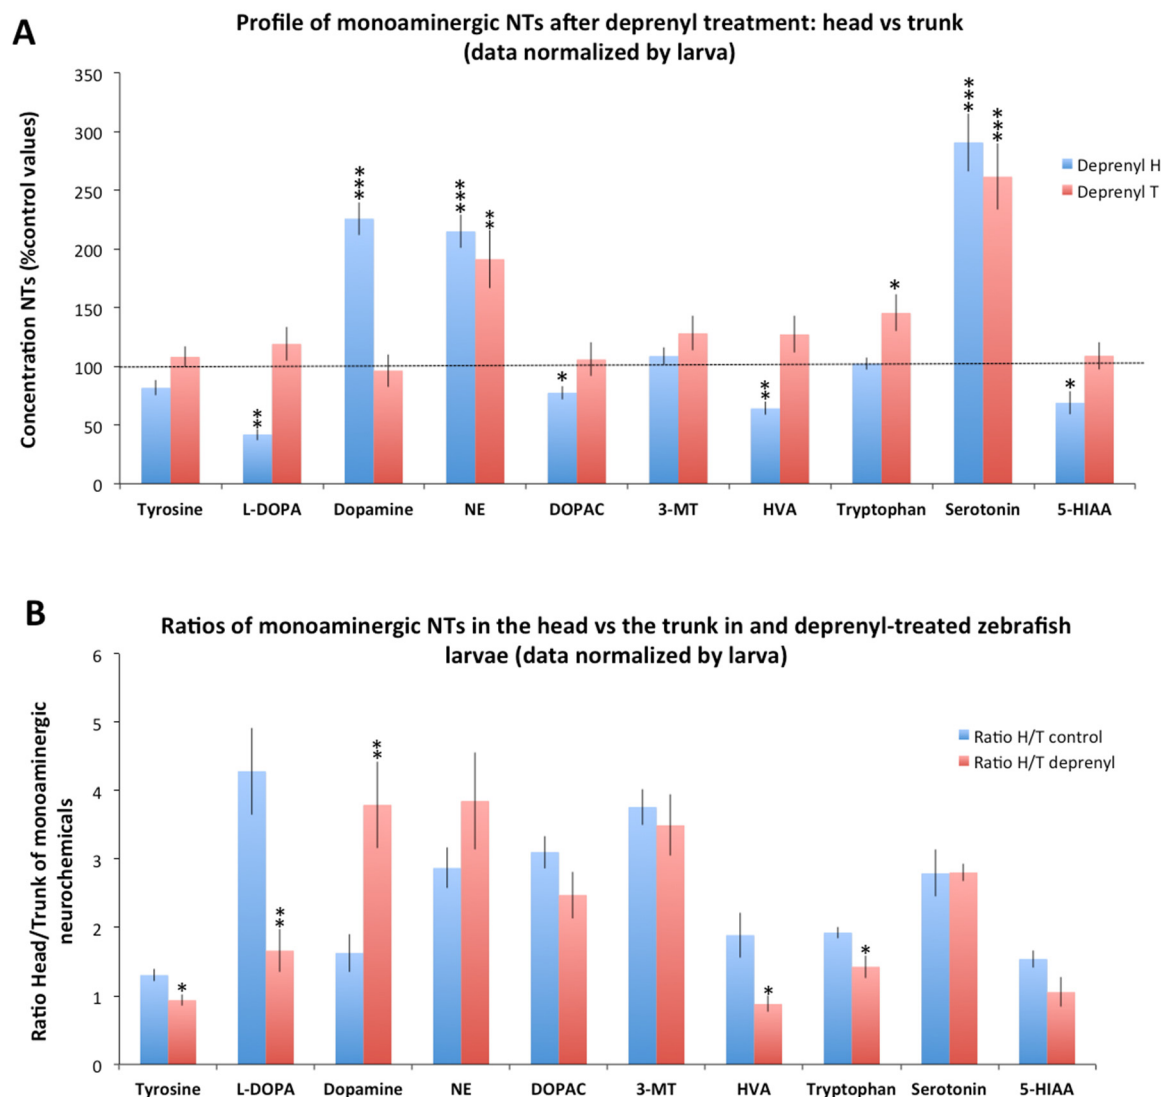 A
Profile of monoaminergic NTs after deprenyl treatment: head vs trunk
(data normalized by larva)
Concentration NTs (%control values)
350
300
250
200
150
100
50
0
***
***
**
***
***
Deprenyl H
Deprenyl T
**
*
**
*
*
Tyrosine L-DOPA Dopamine NE DOPAC 3-MT HVA Tryptophan Serotonin 5-HIAA
B
Ratios of monoaminergic NTs in the head vs the trunk in and deprenyl-treated zebrafish
larvae (data normalized by larva)
Ratio Head/Trunk of monoaminergic
neurochemicals
6
5
4
3
2
1
0
*
**
**
*
*
Ratio H/T control
Ratio H/T deprenyl
Tyrosine L-DOPA Dopamine NE DOPAC 3-MT HVA Tryptophan Serotonin 5-HIAA